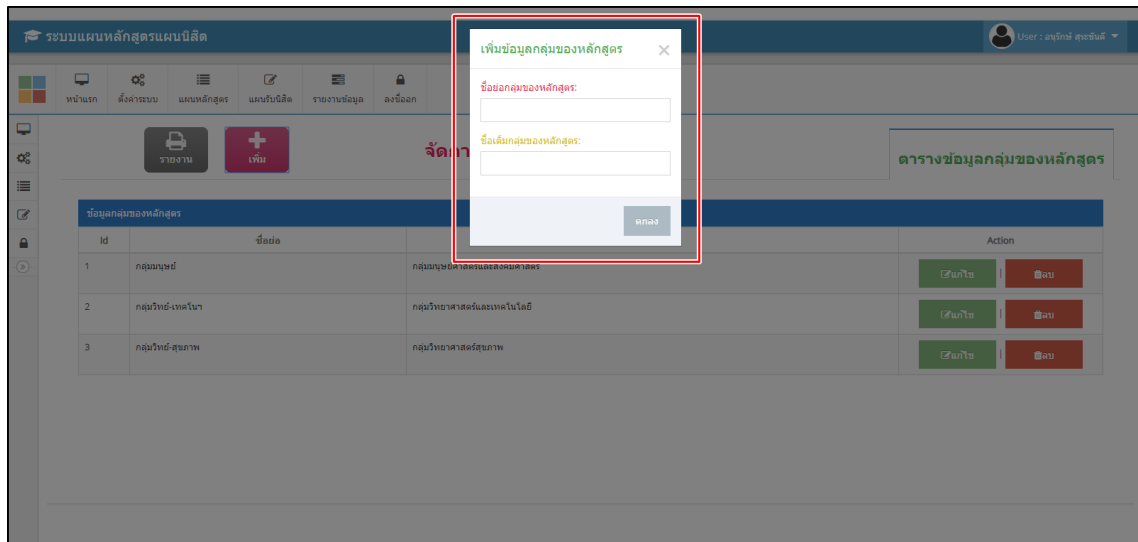 ระบบแผนหลักสูตรแผนนิสิต
User : อนุรักษ์ สุระขันตี
หน้าแรก ตั้งค่าระบบ แผนหลักสูตร แผนรับนิสิต รายงานข้อมูล ลงชื่ออก
เพิ่มข้อมูลกลุ่มของหลักสูตร
ชื่อย่อกลุ่มของหลักสูตร:
ชื่อเต็มกลุ่มของหลักสูตร:
ตกลง
รายงาน เพิ่ม
จัดกา
ตารางข้อมูลกลุ่มของหลักสูตร
ข้อมูลกลุ่มของหลักสูตร
Id ชื่อย่อ Action
1 กลุ่มมนุษย์ กลุ่มมนุษย์ศาสตร์และสังคมศาสตร์ แก้ไข | ลบ
2 กลุ่มวิทย์-เทคโนฯ กลุ่มวิทยาศาสตร์และเทคโนโลยี แก้ไข | ลบ
3 กลุ่มวิทย์-สุขภาพ กลุ่มวิทยาศาสตร์สุขภาพ แก้ไข | ลบ